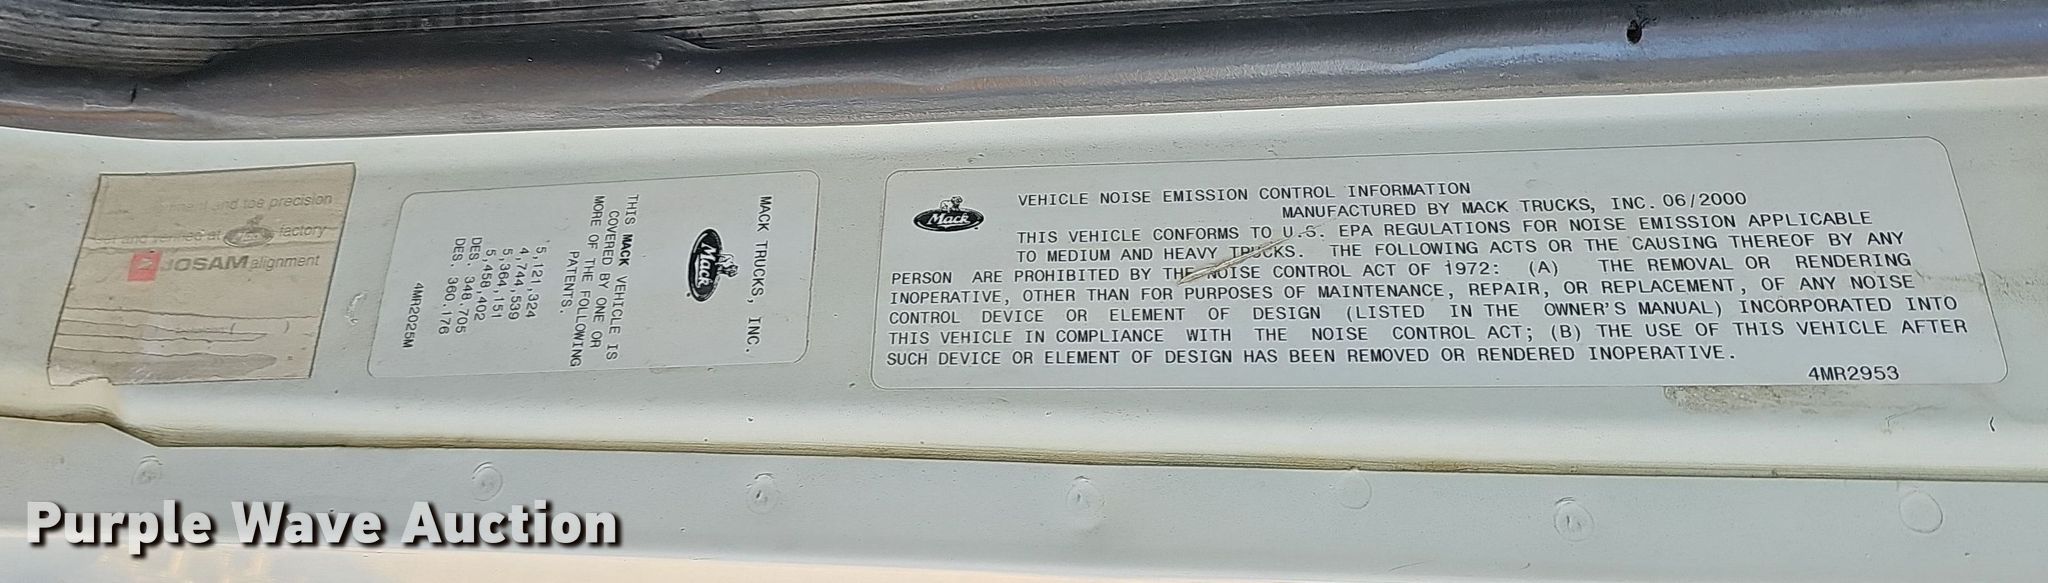 ment and toe precision
set and verified at Mack factory
JOSAM alignment
MACK TRUCKS, INC.
Mack
THIS MACK VEHICLE IS
COVERED BY ONE OR
MORE OF THE FOLLOWING
PATENTS.
5,121,324
4,744,539
5,364,151
5,458,402
DES. 348.705
DES. 360.176
4MR2025M
Mack
VEHICLE NOISE EMISSION CONTROL INFORMATION
MANUFACTURED BY MACK TRUCKS, INC. 06/2000
THIS VEHICLE CONFORMS TO U.S. EPA REGULATIONS FOR NOISE EMISSION APPLICABLE
TO MEDIUM AND HEAVY TRUCKS. THE FOLLOWING ACTS OR THE CAUSING THEREOF BY ANY
PERSON ARE PROHIBITED BY THE NOISE CONTROL ACT OF 1972: (A) THE REMOVAL OR RENDERING
INOPERATIVE, OTHER THAN FOR PURPOSES OF MAINTENANCE, REPAIR, OR REPLACEMENT, OF ANY NOISE
CONTROL DEVICE OR ELEMENT OF DESIGN (LISTED IN THE OWNER'S MANUAL) INCORPORATED INTO
THIS VEHICLE IN COMPLIANCE WITH THE NOISE CONTROL ACT; (B) THE USE OF THIS VEHICLE AFTER
SUCH DEVICE OR ELEMENT OF DESIGN HAS BEEN REMOVED OR RENDERED INOPERATIVE.
4MR2953
Purple Wave Auction